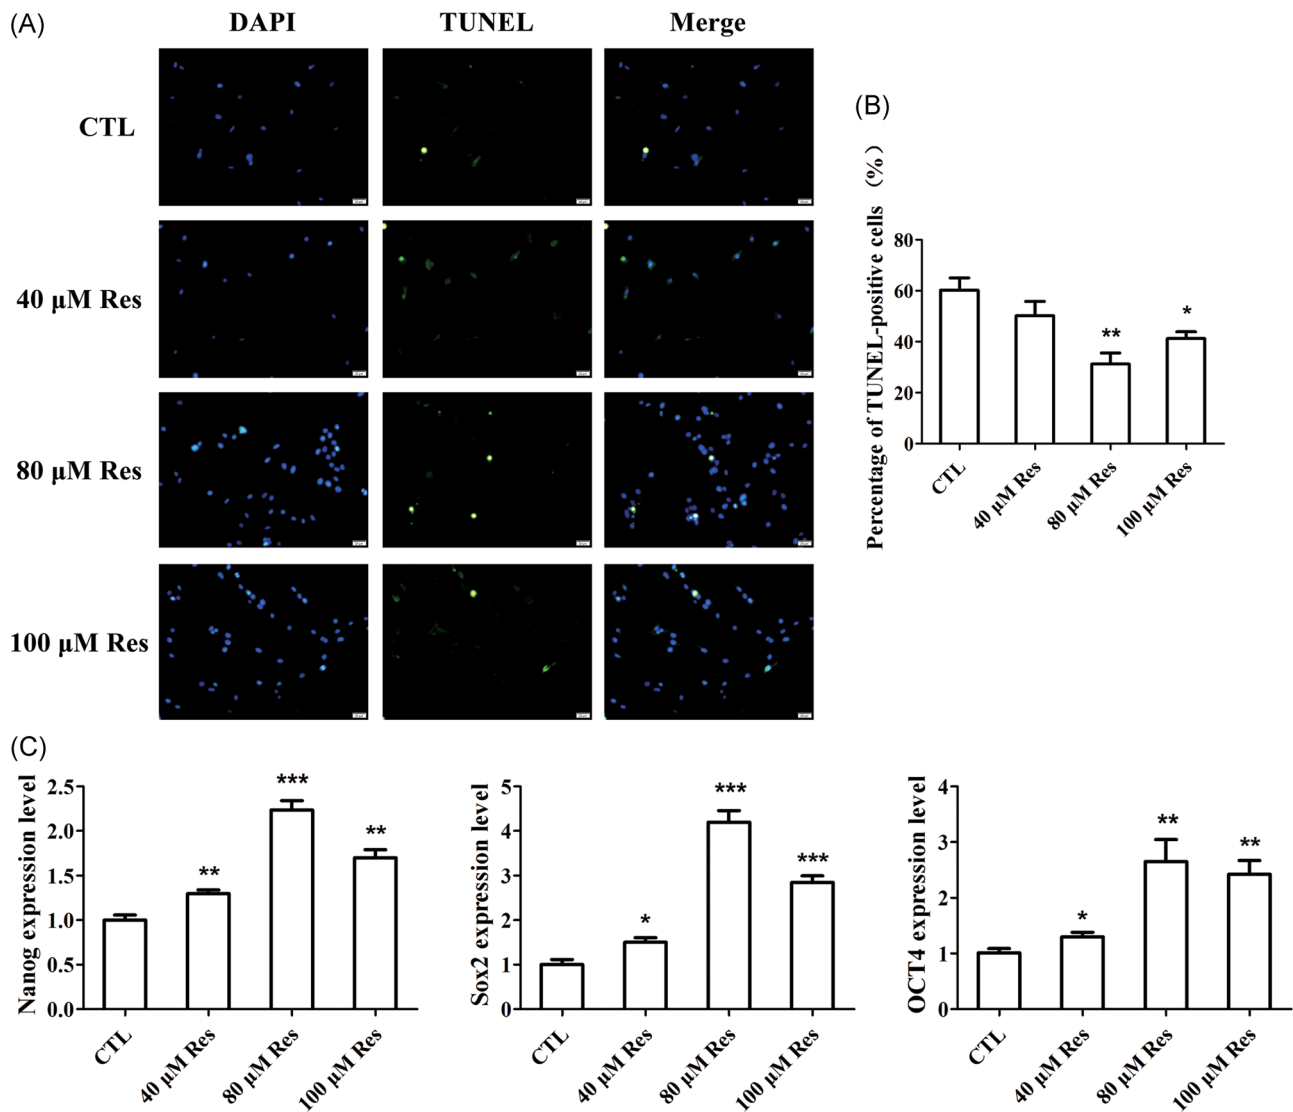 (A)
DAPI TUNEL Merge
CTL
40 μM Res
80 μM Res
100 μM Res
(B)
Percentage of TUNEL-positive cells (%)
80
60
40
20
0
**
*
CTL
40 μM Res
80 μM Res
100 μM Res
(C)
Nanog expression level
2.5
2.0
1.5
1.0
0.5
0.0
**
***
**
CTL
40 μM Res
80 μM Res
100 μM Res
Sox2 expression level
5
4
3
2
1
0
*
***
***
CTL
40 μM Res
80 μM Res
100 μM Res
OCT4 expression level
4
3
2
1
0
*
**
**
CTL
40 μM Res
80 μM Res
100 μM Res